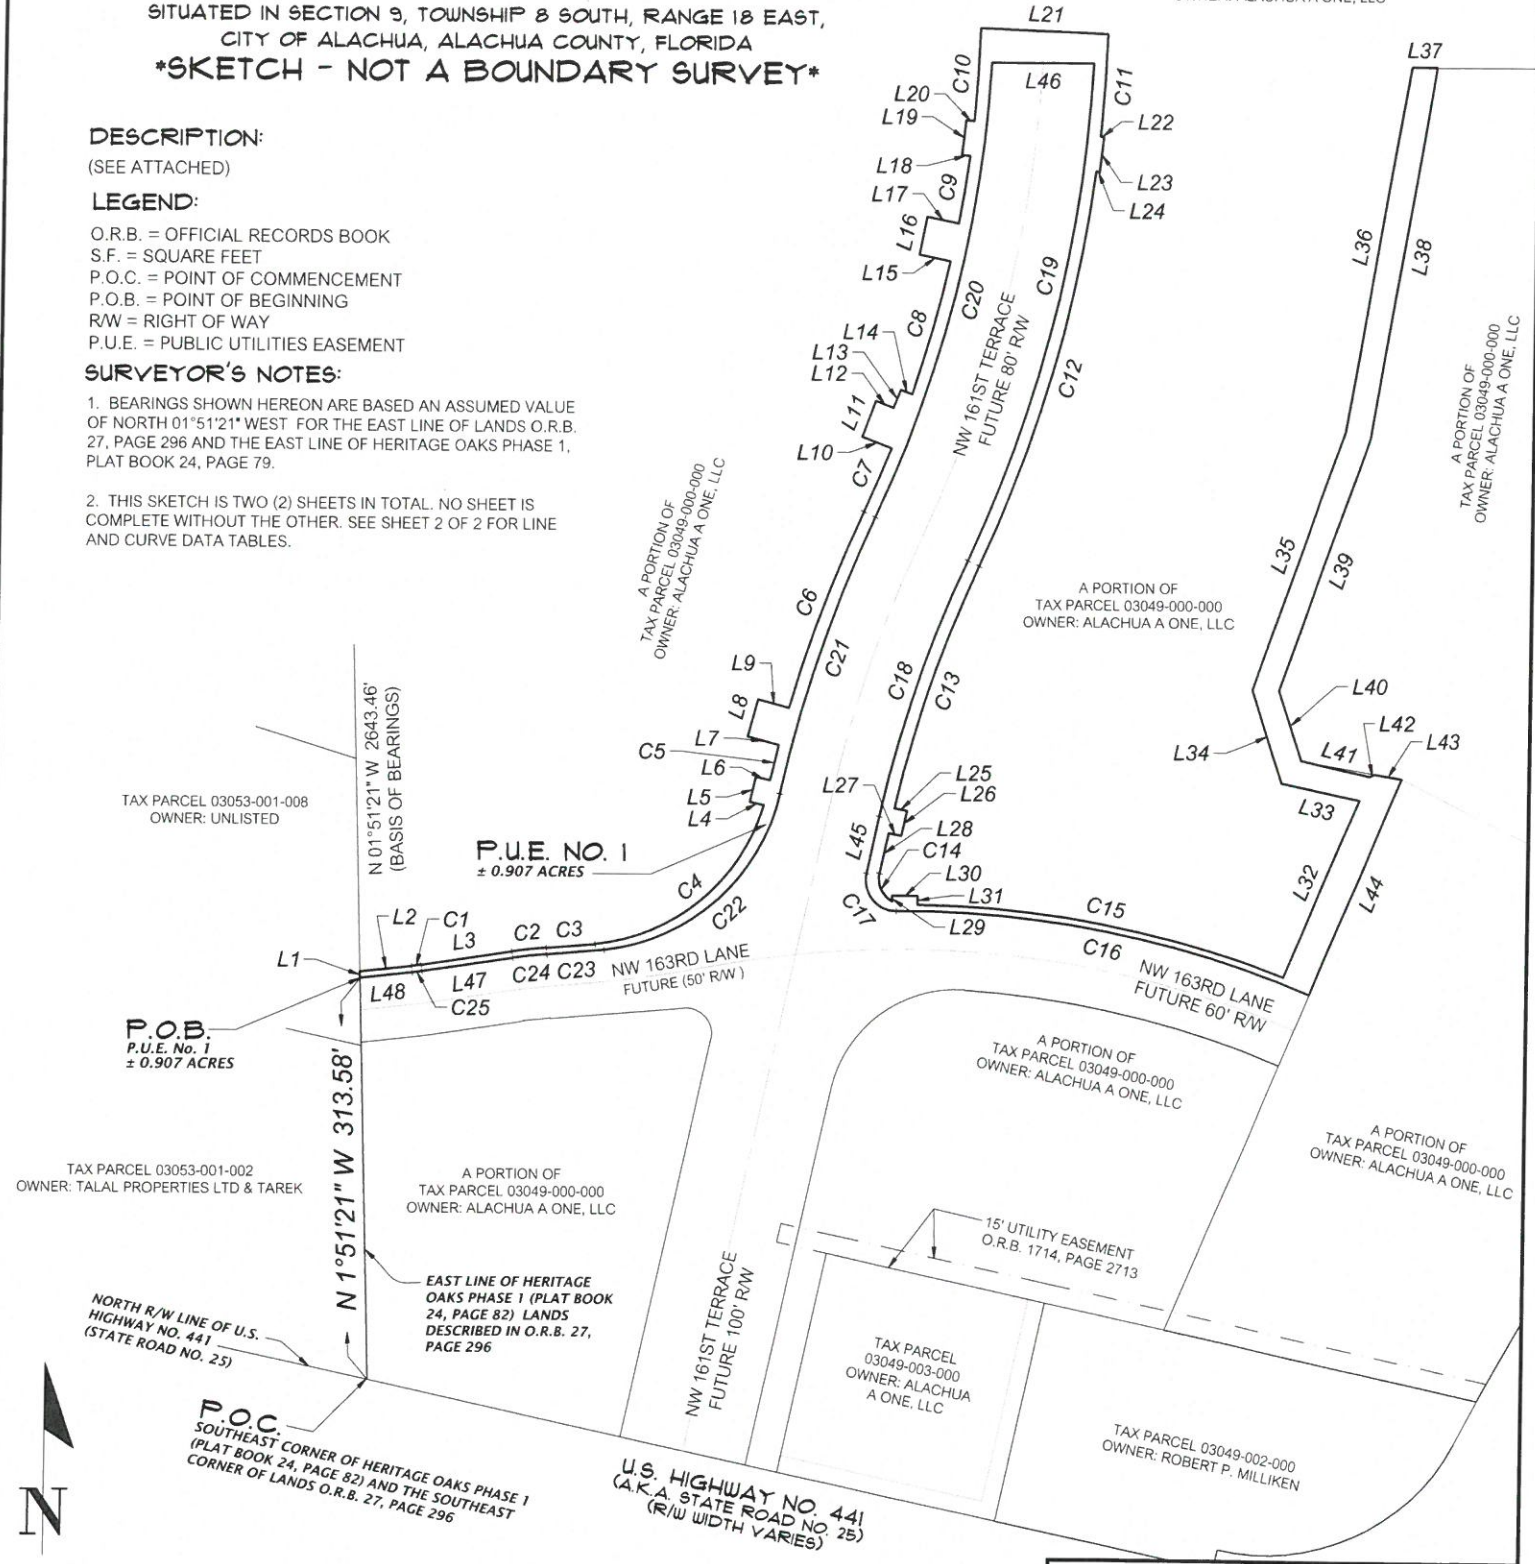 SITUATED IN SECTION 9, TOWNSHIP 8 SOUTH, RANGE 18 EAST,
CITY OF ALACHUA, ALACHUA COUNTY, FLORIDA
*SKETCH - NOT A BOUNDARY SURVEY*
DESCRIPTION:
(SEE ATTACHED)
LEGEND:
O.R.B. = OFFICIAL RECORDS BOOK
S.F. = SQUARE FEET
P.O.C. = POINT OF COMMENCEMENT
P.O.B. = POINT OF BEGINNING
R/W = RIGHT OF WAY
P.U.E. = PUBLIC UTILITIES EASEMENT
SURVEYOR'S NOTES:
1. BEARINGS SHOWN HEREON ARE BASED AN ASSUMED VALUE
OF NORTH 01°51'21" WEST FOR THE EAST LINE OF LANDS O.R.B.
27, PAGE 296 AND THE EAST LINE OF HERITAGE OAKS PHASE 1,
PLAT BOOK 24, PAGE 79.
2. THIS SKETCH IS TWO (2) SHEETS IN TOTAL. NO SHEET IS
COMPLETE WITHOUT THE OTHER. SEE SHEET 2 OF 2 FOR LINE
AND CURVE DATA TABLES.
L21
L37
C10
L46
C11
L20
L19
L22
L18
C9
L23
L17
L24
L16
L15
L36
L38
C19
C20
C8
L14
L13
L12
L11
L10
C7
C12
NW 161ST TERRACE
FUTURE 80' R/W
A PORTION OF
TAX PARCEL 03049-000-000
OWNER: ALACHUA A ONE, LLC
A PORTION OF
TAX PARCEL 03049-000-000
OWNER: ALACHUA A ONE, LLC
L35
L39
C6
C21
A PORTION OF
TAX PARCEL 03049-000-000
OWNER: ALACHUA A ONE, LLC
L9
L8
L7
C5
L6
L5
L4
C18
C13
L40
L42
L43
L34
L41
L33
L25
L26
L27
L28
L45
C14
L30
L31
L29
C17
C15
C16
L32
L44
N 01°51'21" W 2643.46'
(BASIS OF BEARINGS)
TAX PARCEL 03053-001-008
OWNER: UNLISTED
P.U.E. NO. 1
± 0.907 ACRES
C4
C22
L1
L2
C1
L3
C2
C3
L48
L47
C25
C24
C23
NW 163RD LANE
FUTURE (50' R/W )
NW 163RD LANE
FUTURE 60' R/W
P.O.B.
P.U.E. No. 1
± 0.907 ACRES
A PORTION OF
TAX PARCEL 03049-000-000
OWNER: ALACHUA A ONE, LLC
A PORTION OF
TAX PARCEL 03049-000-000
OWNER: ALACHUA A ONE, LLC
N 1°51'21" W 313.58'
TAX PARCEL 03053-001-002
OWNER: TALAL PROPERTIES LTD & TAREK
A PORTION OF
TAX PARCEL 03049-000-000
OWNER: ALACHUA A ONE, LLC
15' UTILITY EASEMENT
O.R.B. 1714, PAGE 2713
EAST LINE OF HERITAGE
OAKS PHASE 1 (PLAT BOOK
24, PAGE 82) LANDS
DESCRIBED IN O.R.B. 27,
PAGE 296
NORTH R/W LINE OF U.S.
HIGHWAY NO. 441
(STATE ROAD NO. 25)
NW 161ST TERRACE
FUTURE 100' R/W
TAX PARCEL
03049-003-000
OWNER: ALACHUA
A ONE, LLC
TAX PARCEL 03049-002-000
OWNER: ROBERT P. MILLIKEN
P.O.C.
SOUTHEAST CORNER OF HERITAGE OAKS PHASE 1
(PLAT BOOK 24, PAGE 82) AND THE SOUTHEAST
CORNER OF LANDS O.R.B. 27, PAGE 296
U.S. HIGHWAY NO. 441
(A.K.A. STATE ROAD NO. 25)
(R/W WIDTH VARIES)
N